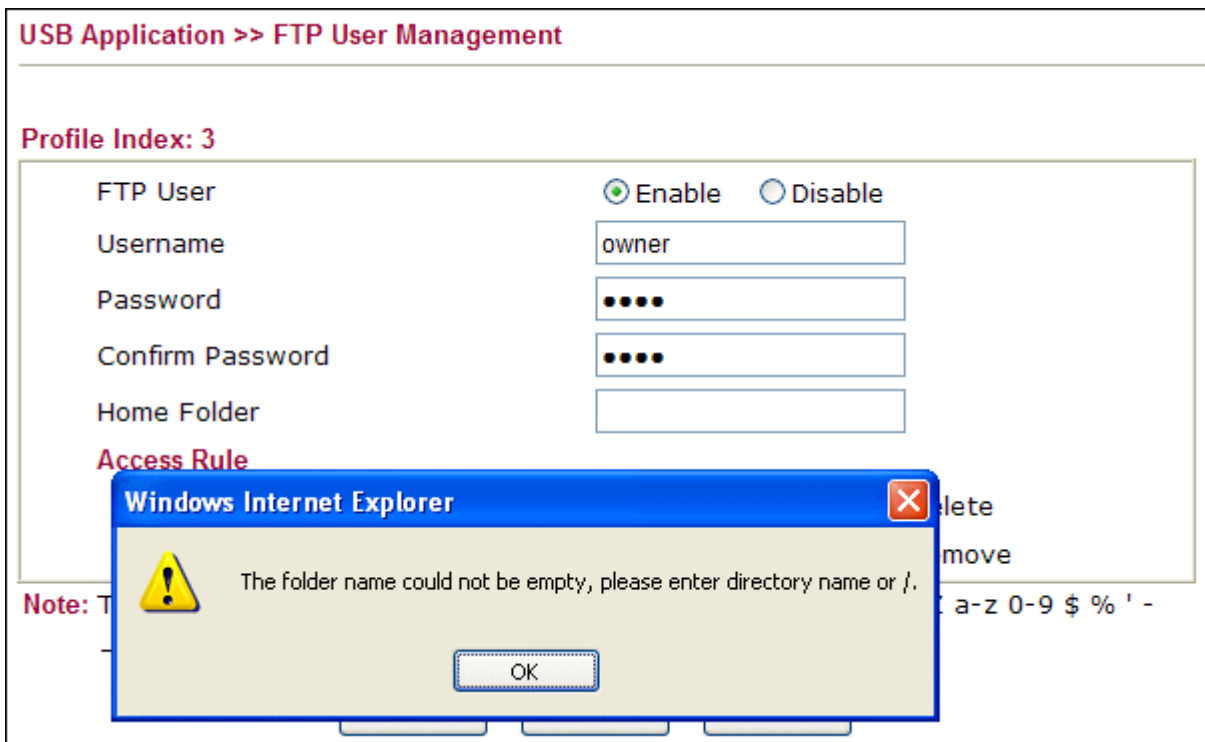 USB Application >> FTP User Management
Profile Index: 3
FTP User Enable Disable
Username owner
Password ●●●●
Confirm Password ●●●●
Home Folder
Access Rule
Windows Internet Explorer
The folder name could not be empty, please enter directory name or /.
OK
Note: a-z 0-9 $ % ' -